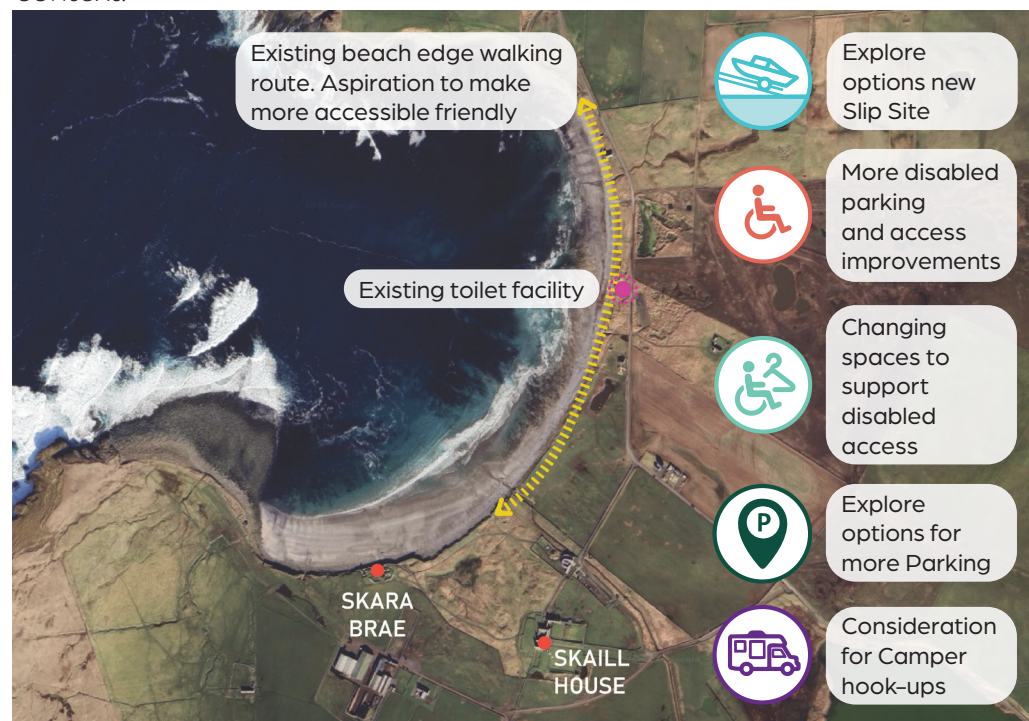 Existing beach edge walking
route. Aspiration to make
more accessible friendly
Existing toilet facility
SKARA
BRAE
SKAILL
HOUSE
Explore
options new
Slip Site
More disabled
parking
and access
improvements
Changing
spaces to
support
disabled
access
P
Explore
options for
more Parking
Consideration
for Camper
hook-ups